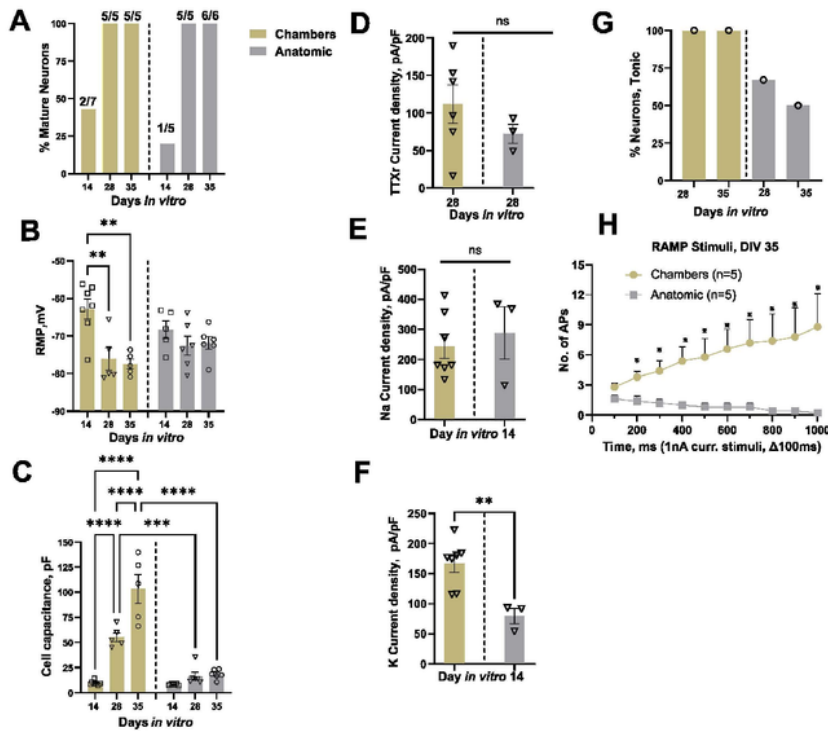 A
% Mature Neurons
100
75
50
25
0
2/7
5/5
5/5
1/5
5/5
6/6
14 28 35 14 28 35
Days in vitro
Chambers
Anatomic
B
RMP,mV
-50
-60
-70
-80
-90
**
**
14 28 35 14 28 35
Days in vitro
C
Cell capacitance, pF
150
125
100
75
50
25
0
****
****
****
****
***
14 28 35 14 28 35
Days in vitro
D
TTXr Current density, pA/pF
200
150
100
50
0
ns
28 28
Days in vitro
E
Na Current density, pA/pF
500
400
300
200
100
0
ns
Day in vitro 14
F
K Current density, pA/pF
250
200
150
100
50
0
**
Day in vitro 14
G
% Neurons, Tonic
100
50
0
28 35 28 35
Days in vitro
H
RAMP Stimuli, DIV 35
Chambers (n=5)
Anatomic (n=5)
No. of APs
15
12
9
6
3
0
* * * * * * * * *
200 400 600 800 1000
Time, ms (1nA curr. stimuli, Δ100ms)